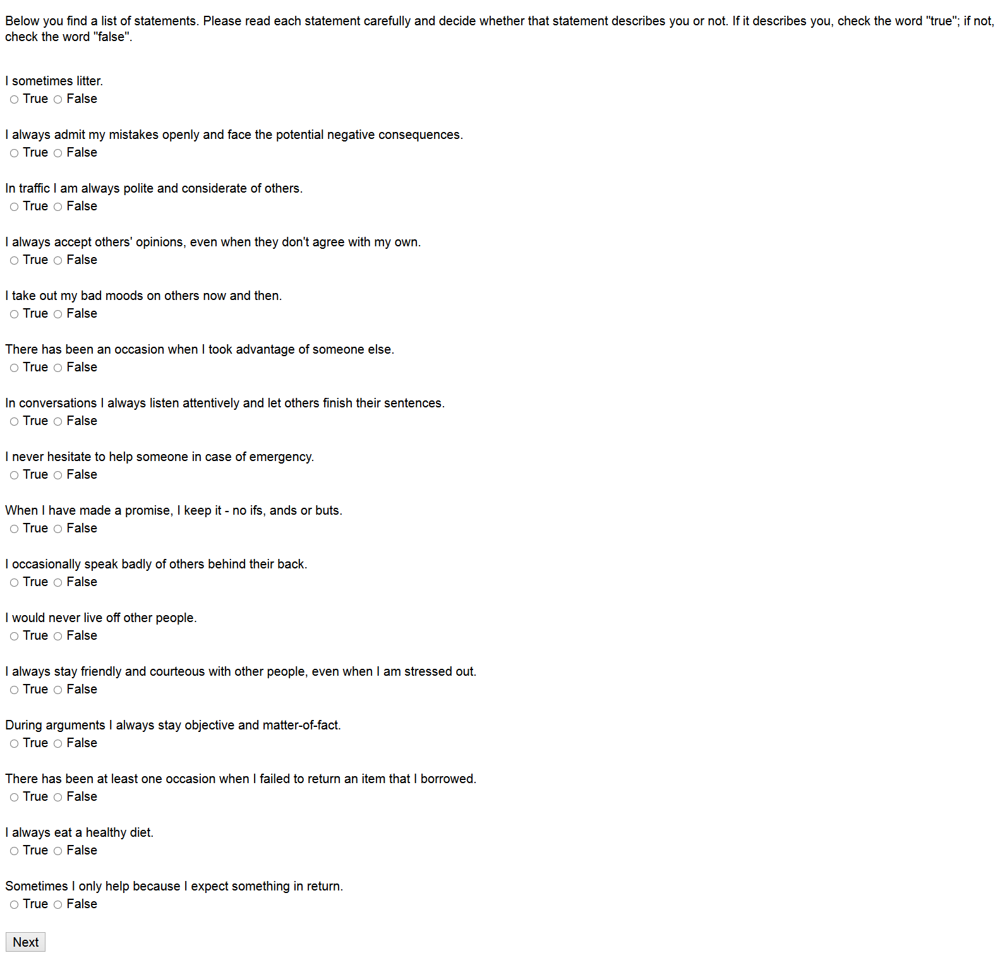 Below you find a list of statements. Please read each statement carefully and decide whether that statement describes you or not. If it describes you, check the word "true"; if not,
check the word "false".
I sometimes litter.
True False
I always admit my mistakes openly and face the potential negative consequences.
True False
In traffic I am always polite and considerate of others.
True False
I always accept others' opinions, even when they don't agree with my own.
True False
I take out my bad moods on others now and then.
True False
There has been an occasion when I took advantage of someone else.
True False
In conversations I always listen attentively and let others finish their sentences.
True False
I never hesitate to help someone in case of emergency.
True False
When I have made a promise, I keep it - no ifs, ands or buts.
True False
I occasionally speak badly of others behind their back.
True False
I would never live off other people.
True False
I always stay friendly and courteous with other people, even when I am stressed out.
True False
During arguments I always stay objective and matter-of-fact.
True False
There has been at least one occasion when I failed to return an item that I borrowed.
True False
I always eat a healthy diet.
True False
Sometimes I only help because I expect something in return.
True False
Next